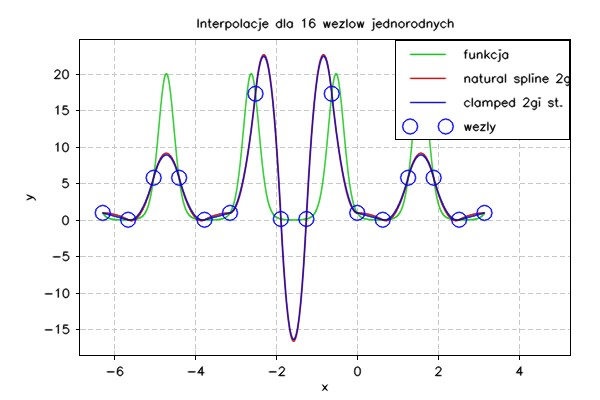 Interpolacje dla 16 wezlow jednorodnych
funkcja
natural spline 2g
clamped 2gi st.
wezly
y
20
15
10
5
0
−5
−10
−15
−6 −4 −2 0 2 4
x